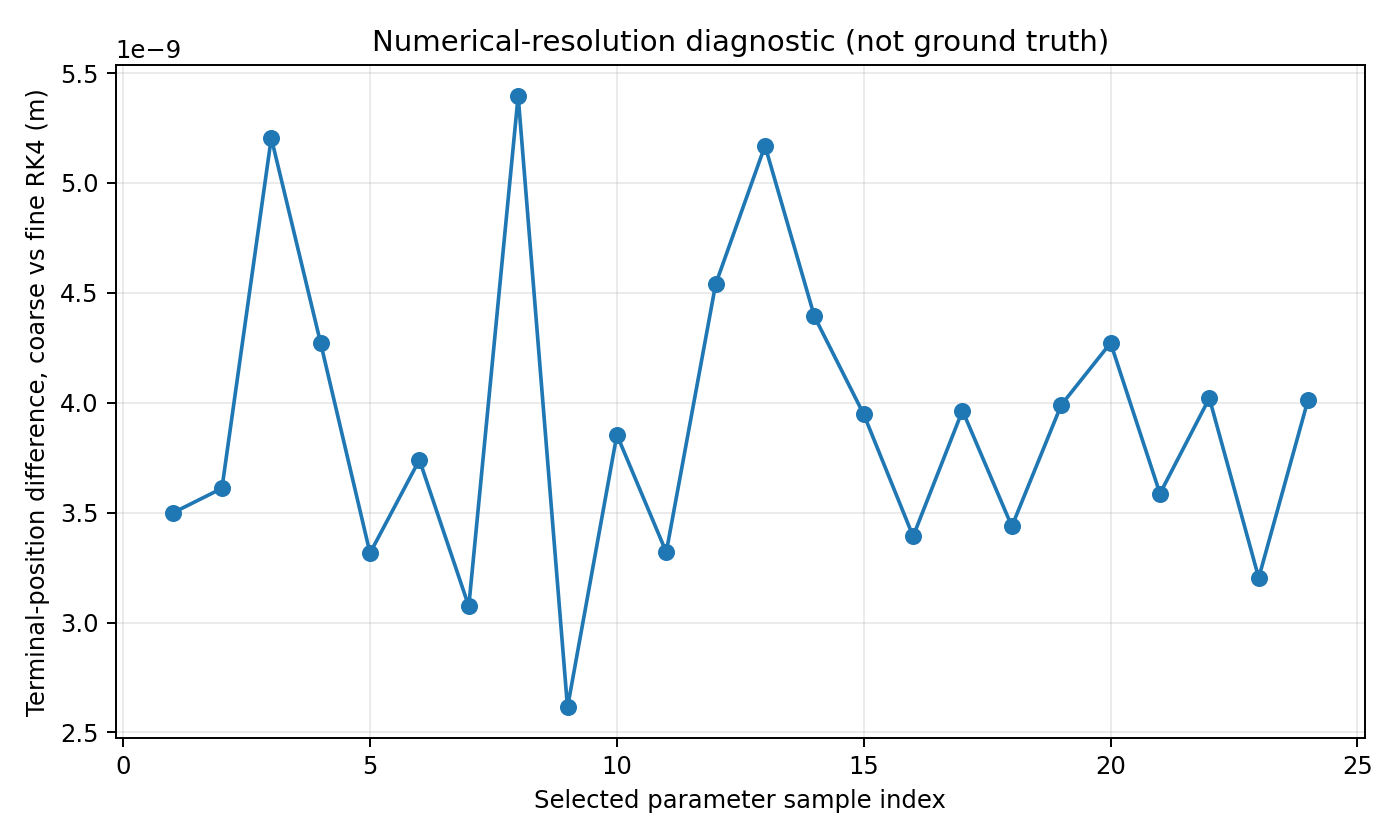 Numerical-resolution diagnostic (not ground truth)
1e−9
Terminal-position difference, coarse vs fine RK4 (m)
5.5
5.0
4.5
4.0
3.5
3.0
2.5
0 5 10 15 20 25
Selected parameter sample index